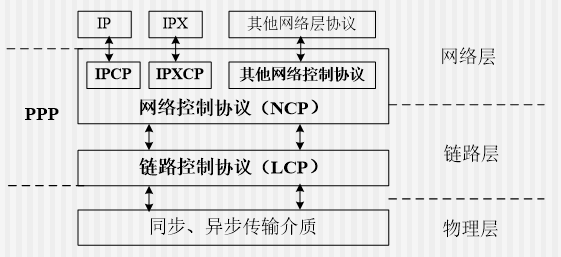 IP IPX 其他网络层协议
网络层
IPCP IPXCP 其他网络控制协议
PPP
网络控制协议（NCP）
链路层
链路控制协议（LCP）
同步、异步传输介质
物理层